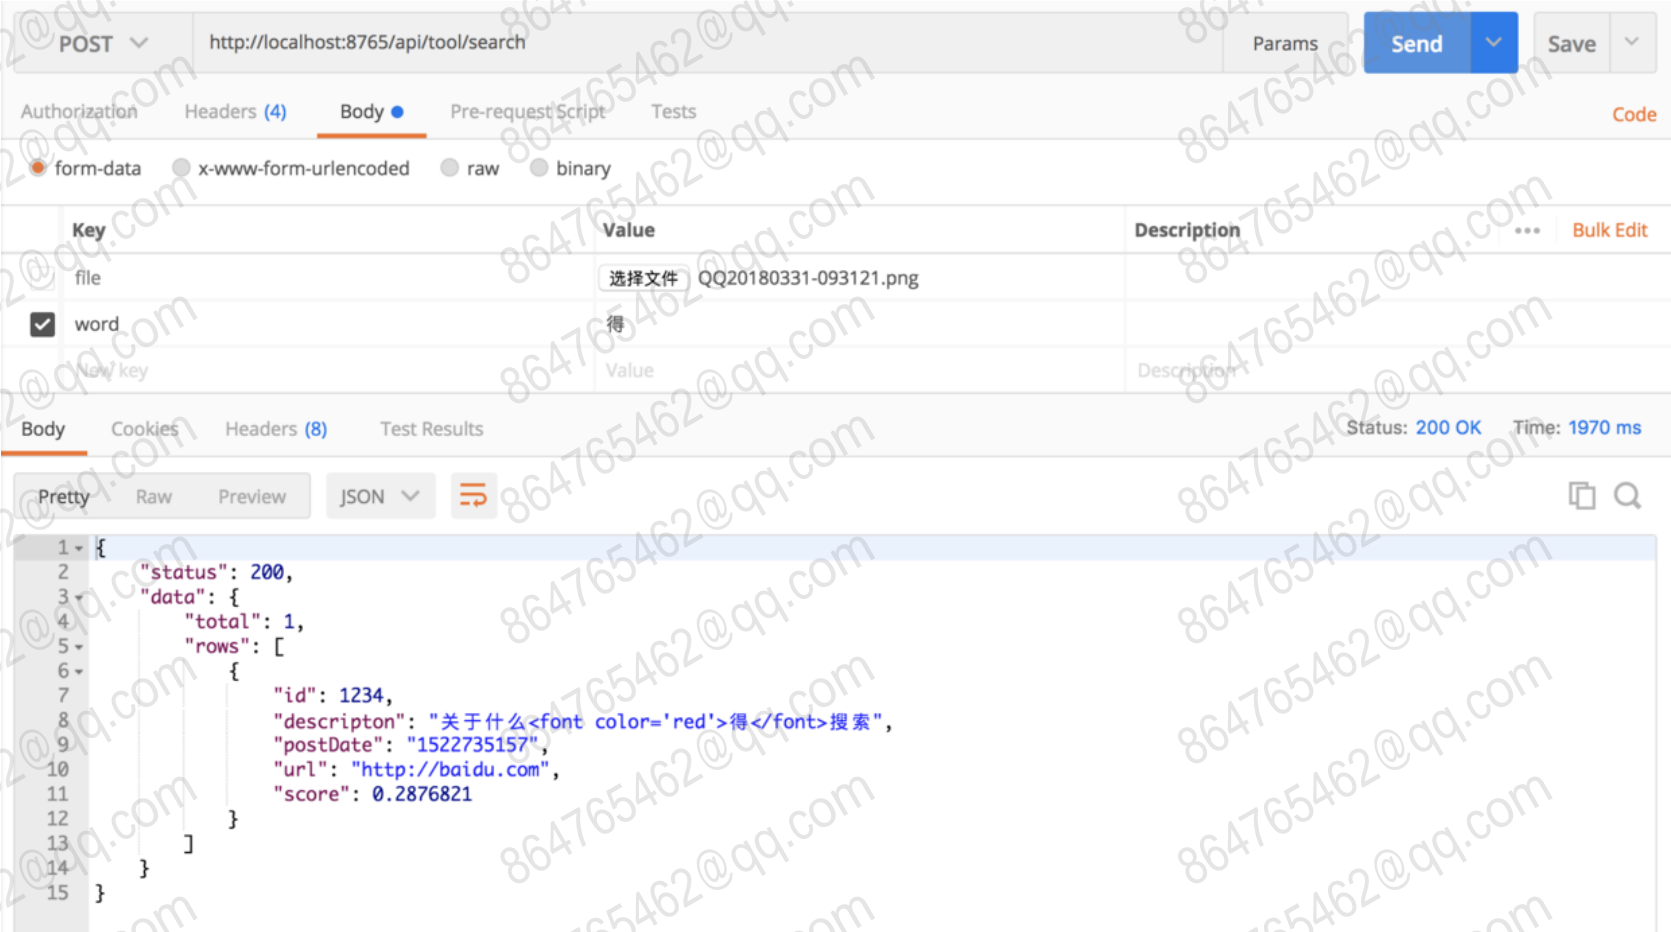 POST http://localhost:8765/api/tool/search Params Send Save
Authorization Headers (4) Body Pre-request Script Tests Code
form-data x-www-form-urlencoded raw binary
Key Value Description ••• Bulk Edit
file 选择文件 QQ20180331-093121.png
word 得
New key Value Description
Body Cookies Headers (8) Test Results Status: 200 OK Time: 1970 ms
Pretty Raw Preview JSON
1 {
2 "status": 200,
3 "data": {
4 "total": 1,
5 "rows": [
6 {
7 "id": 1234,
8 "descripton": "关于什么<font color='red'>得</font>搜索",
9 "postDate": "1522735157",
10 "url": "http://baidu.com",
11 "score": 0.2876821
12 }
13 ]
14 }
15 }
864765462@qq.com